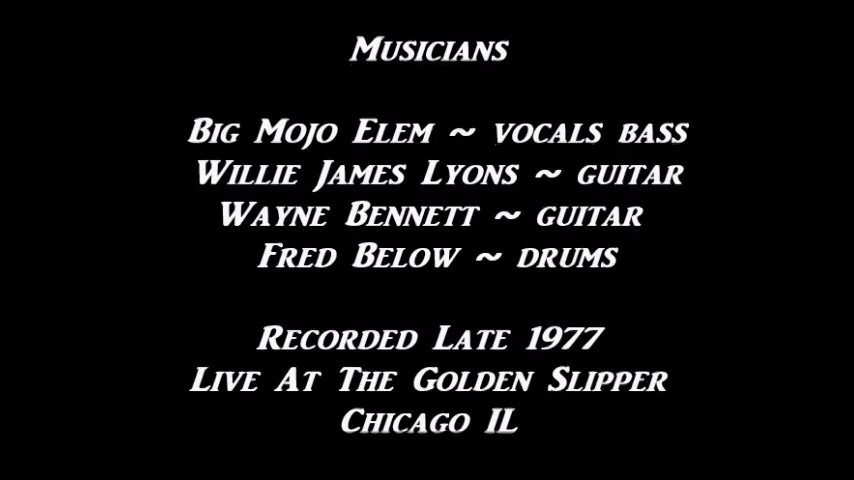 Musicians
Big Mojo Elem ~ vocals bass
Willie James Lyons ~ guitar
Wayne Bennett ~ guitar
Fred Below ~ drums
Recorded Late 1977
Live At The Golden Slipper
Chicago IL